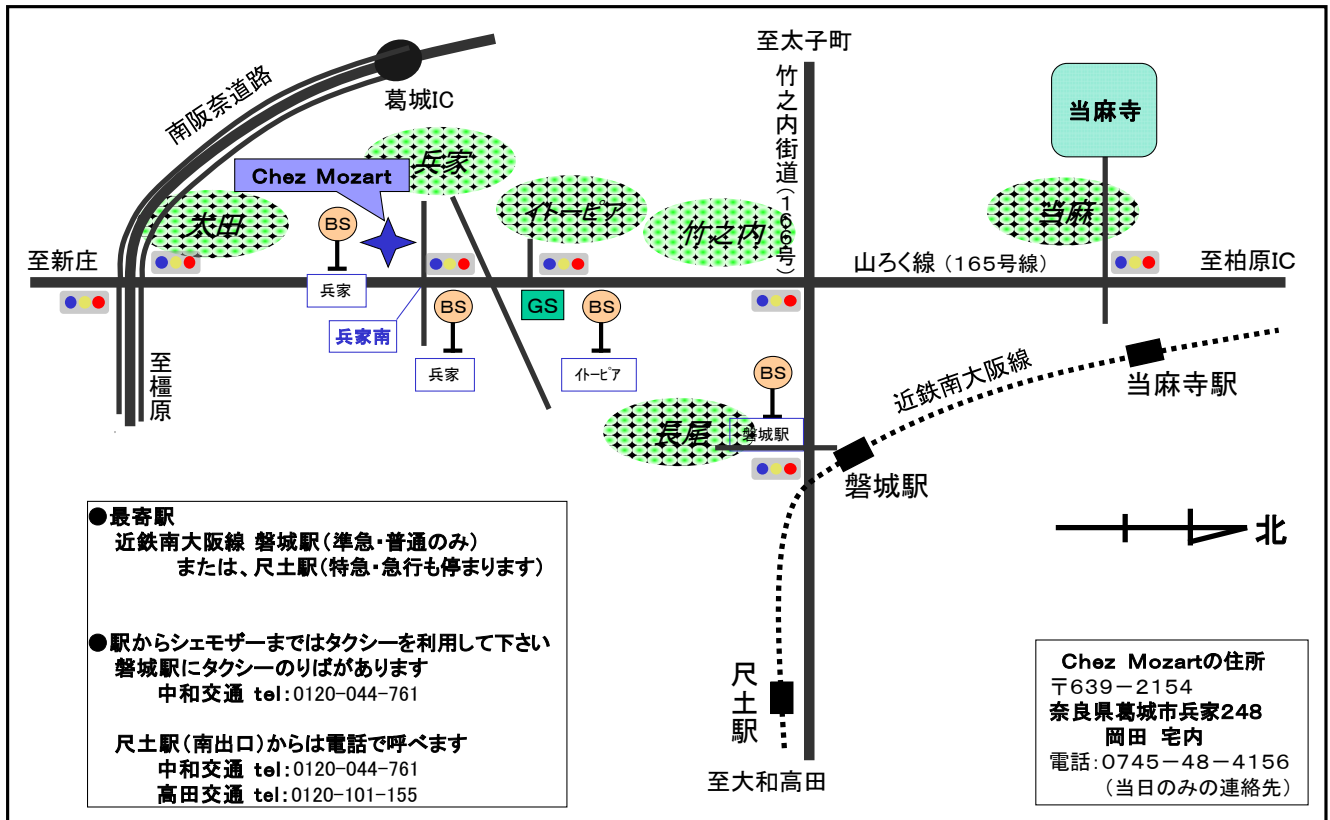 至太子町
南阪奈道路
葛城IC
竹之内街道(166号)
当麻寺
兵家
Chez Mozart
イトーピア
当麻
太田
BS
竹之内
至新庄
山ろく線 (165号線)
至柏原IC
兵家
兵家南
BS
GS
BS
兵家
イトーピア
至橿原
BS
近鉄南大阪線
当麻寺駅
長尾
磐城駅
磐城駅
北
●最寄駅
近鉄南大阪線 磐城駅(準急・普通のみ)
または、尺土駅(特急・急行も停まります)
●駅からシェモザーまではタクシーを利用して下さい
磐城駅にタクシーのりばがあります
中和交通 tel:0120-044-761
尺土駅(南出口)からは電話で呼べます
中和交通 tel:0120-044-761
高田交通 tel:0120-101-155
尺土駅
至大和高田
Chez Mozartの住所
〒639-2154
奈良県葛城市兵家248
岡田 宅内
電話:0745-48-4156
(当日のみの連絡先)